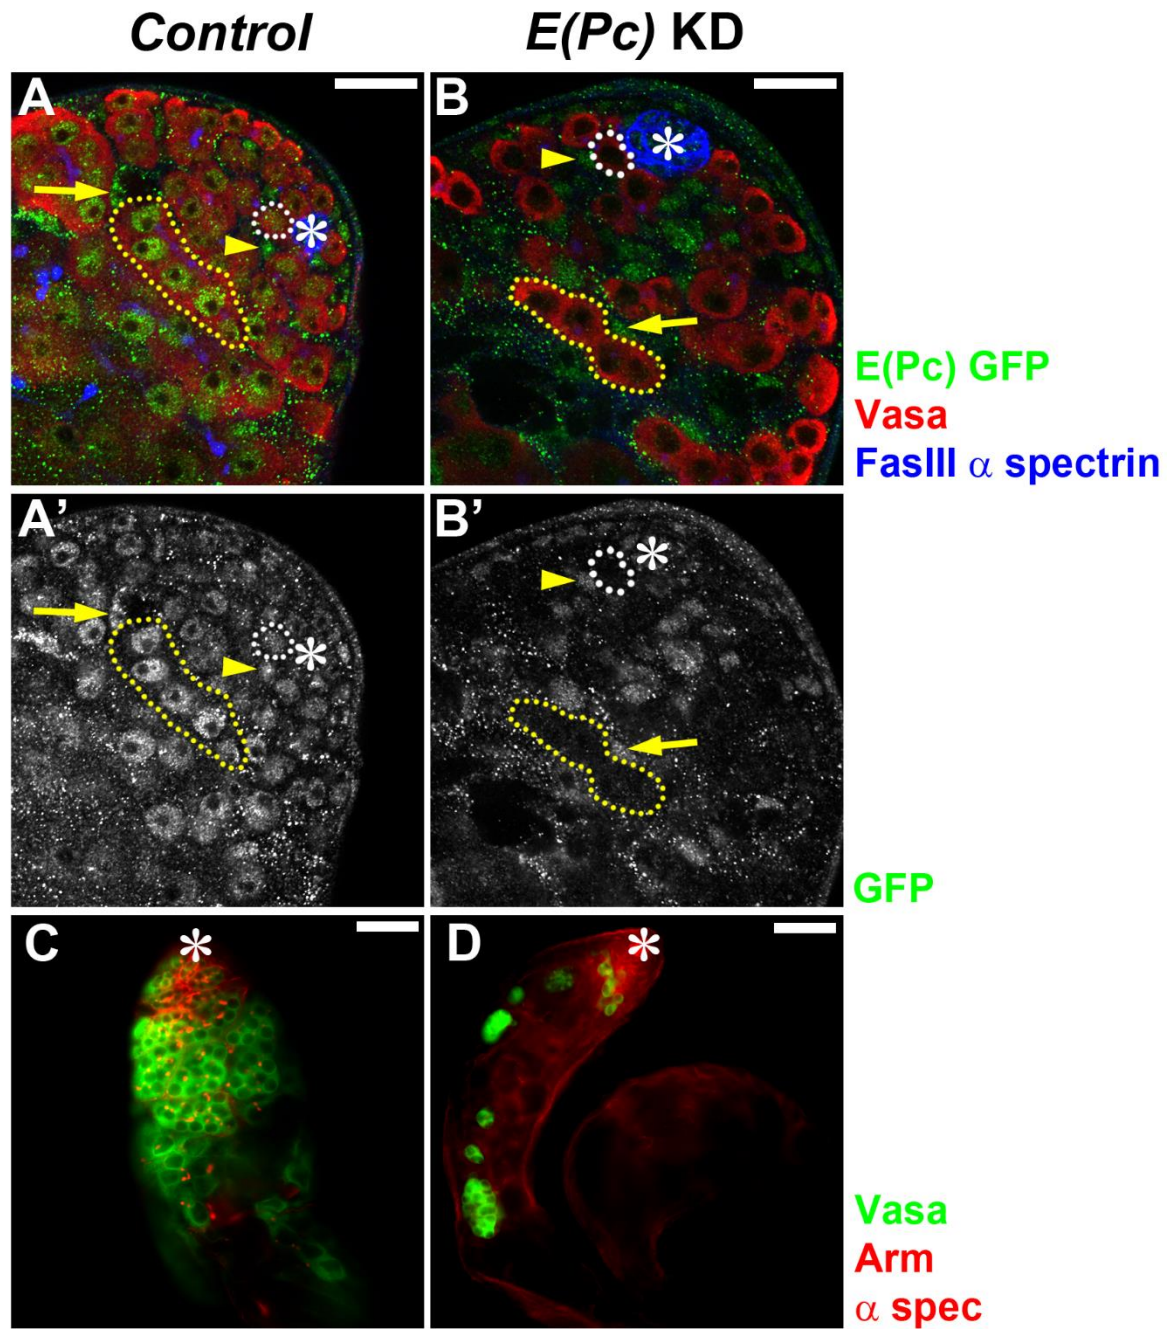 Control E(Pc) KD
A
B
E(Pc) GFP
Vasa
FasIII α spectrin
A’
B’
GFP
C
D
Vasa
Arm
α spec